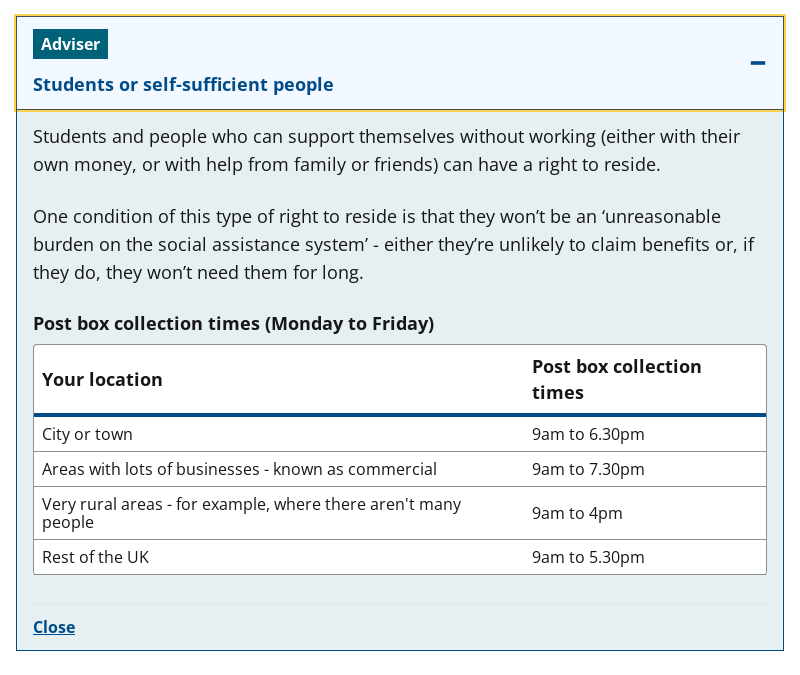 Adviser
Students or self-sufficient people
Students and people who can support themselves without working (either with their
own money, or with help from family or friends) can have a right to reside.
One condition of this type of right to reside is that they won’t be an ‘unreasonable
burden on the social assistance system’ - either they’re unlikely to claim benefits or, if
they do, they won’t need them for long.
Post box collection times (Monday to Friday)
Your location
Post box collection
times
City or town
9am to 6.30pm
Areas with lots of businesses - known as commercial
9am to 7.30pm
Very rural areas - for example, where there aren't many
people
9am to 4pm
Rest of the UK
9am to 5.30pm
Close